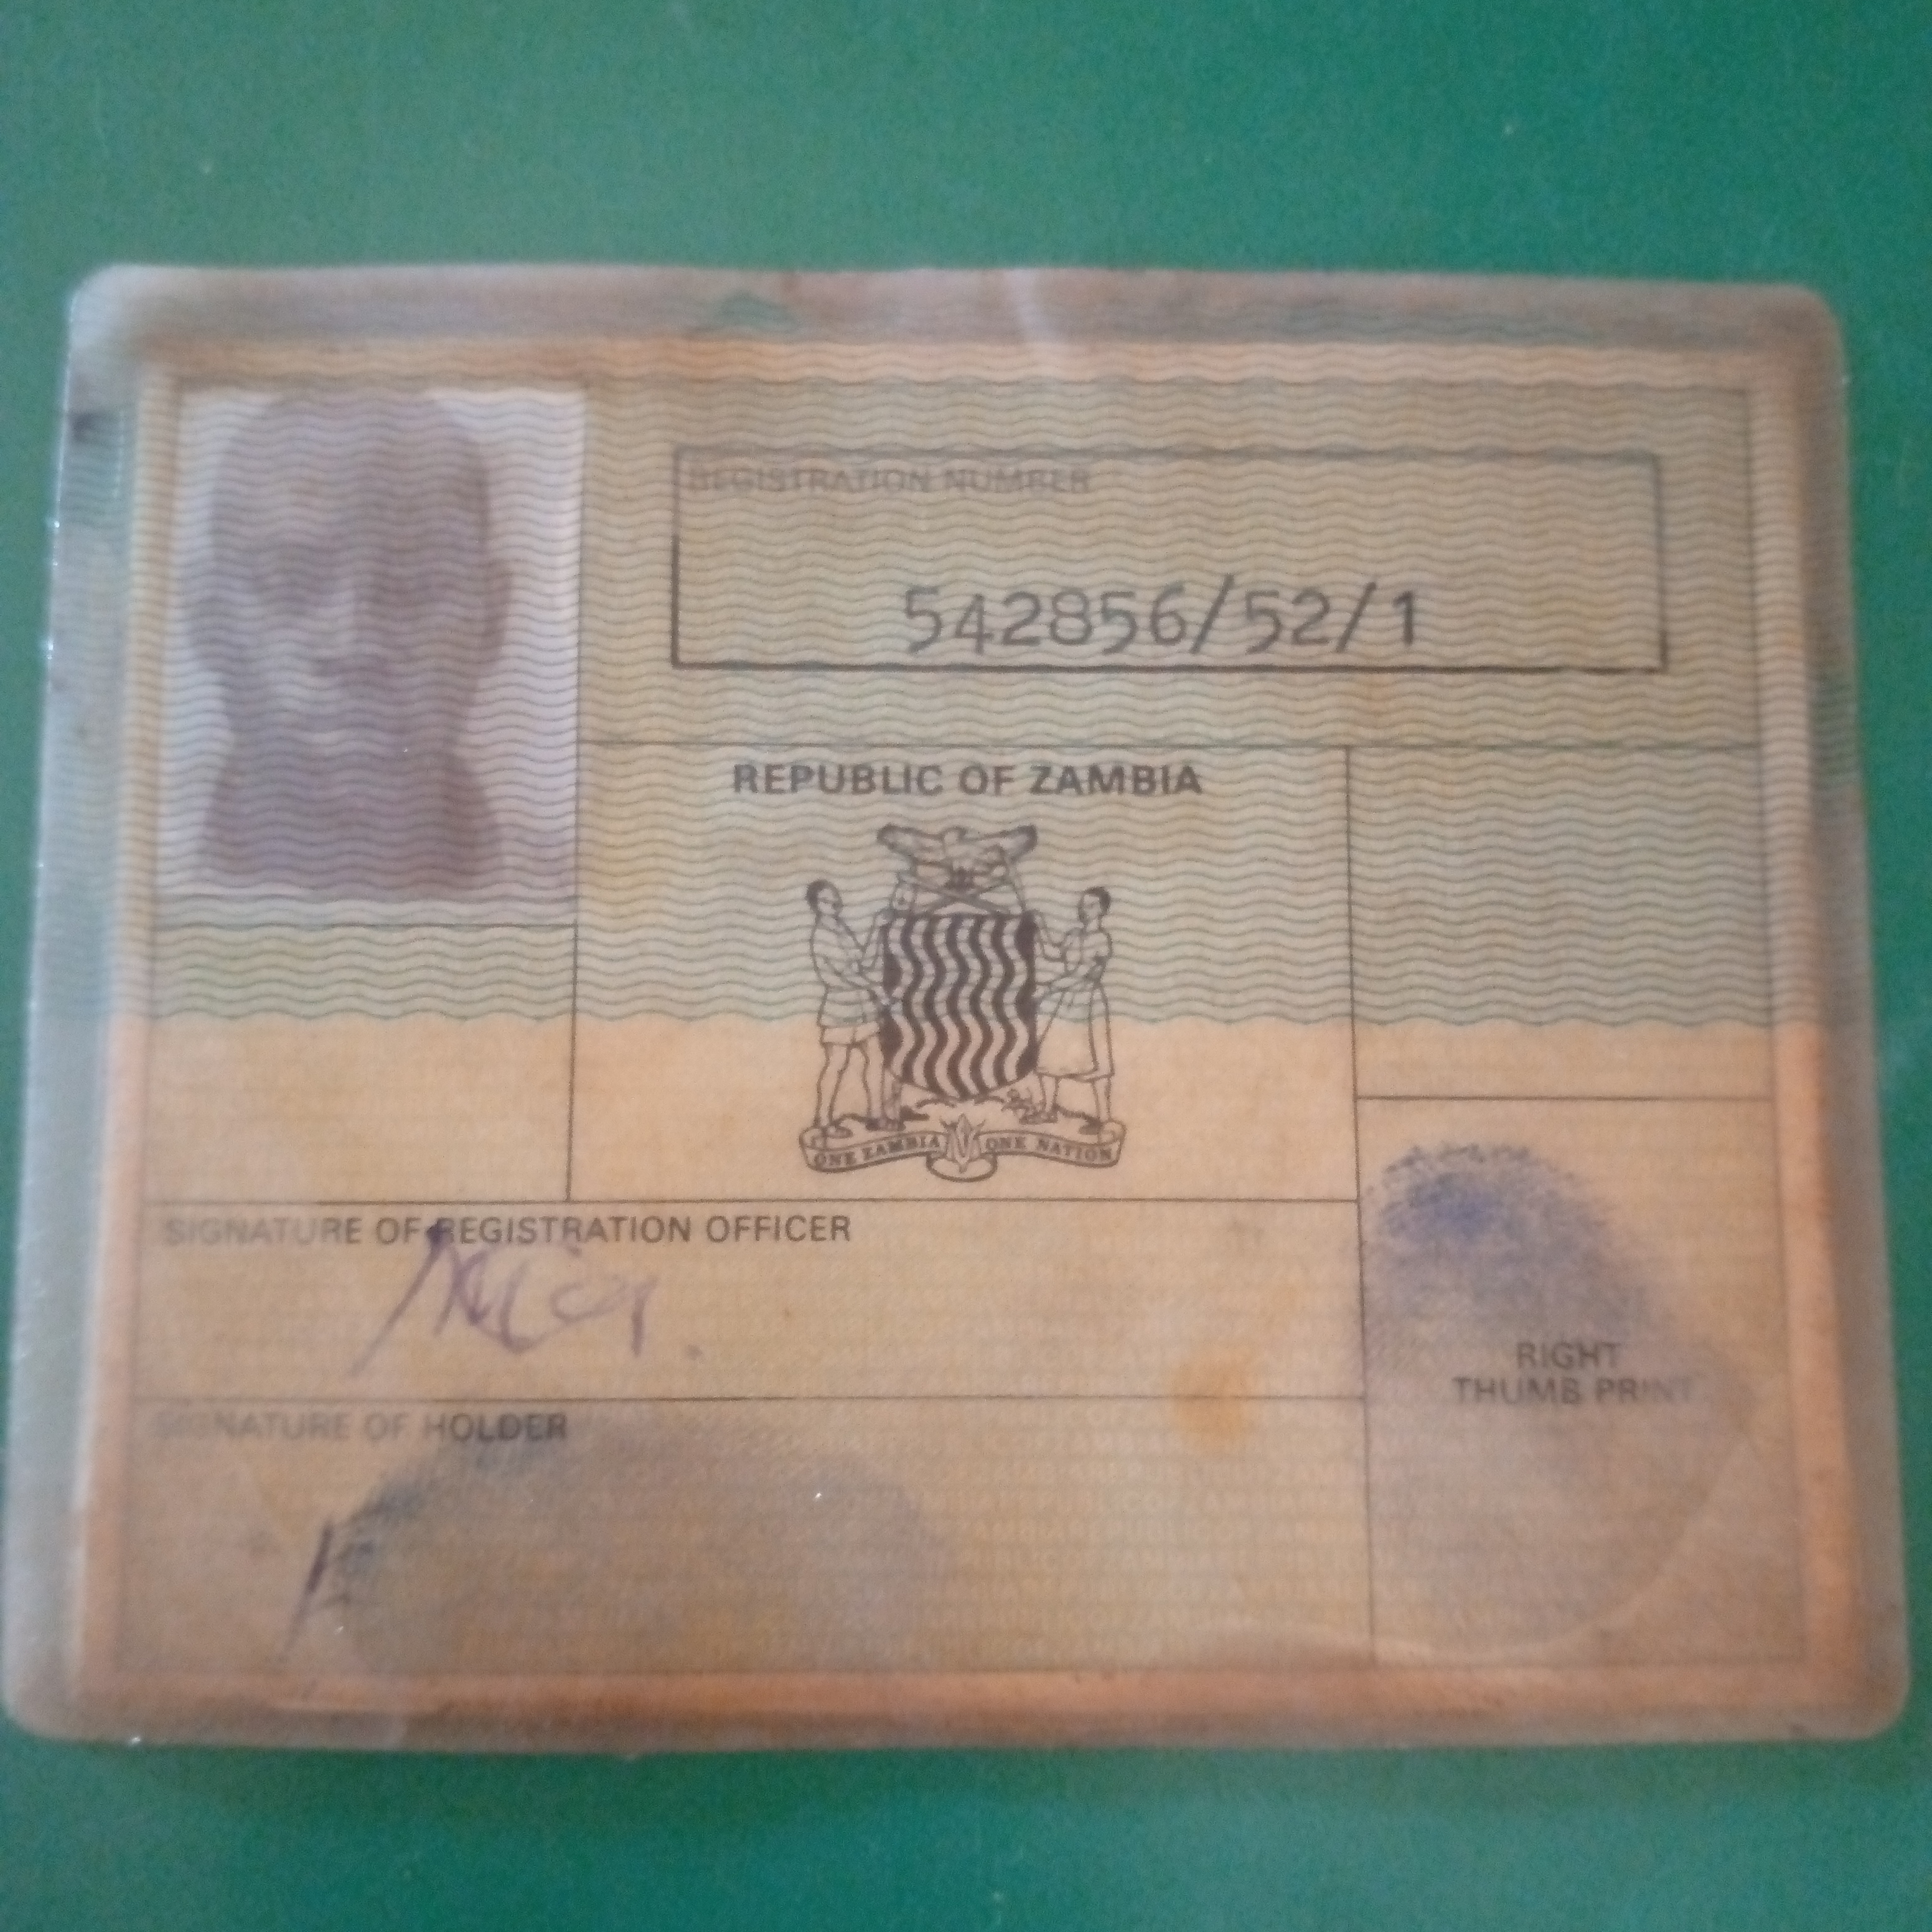 REGISTRATION NUMBER
542856/52/1
REPUBLIC OF ZAMBIA
ONE ZAMBIA ONE NATION
SIGNATURE OF REGISTRATION OFFICER
RIGHT
THUMB PRINT
SIGNATURE OF HOLDER